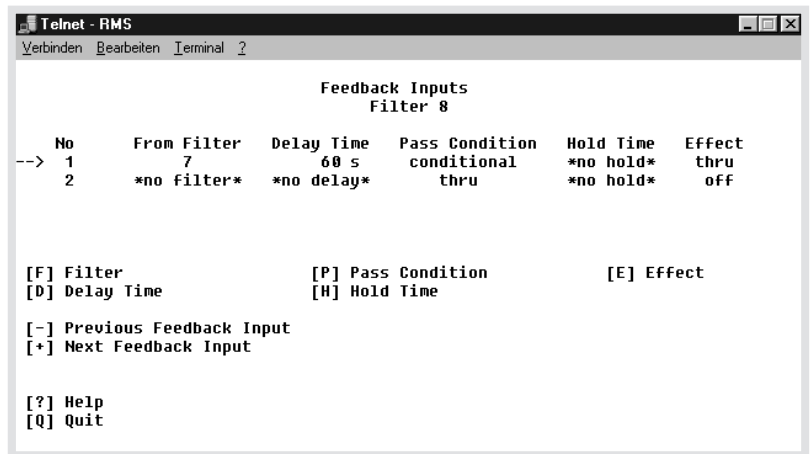 Telnet - RMS
Verbinden Bearbeiten Terminal ?
Feedback Inputs
Filter 8
No From Filter Delay Time Pass Condition Hold Time Effect
--> 1 7 60 s conditional *no hold* thru
2 *no filter* *no delay* thru *no hold* off
[F] Filter [P] Pass Condition [E] Effect
[D] Delay Time [H] Hold Time
[-] Previous Feedback Input
[+] Next Feedback Input
[?] Help
[Q] Quit